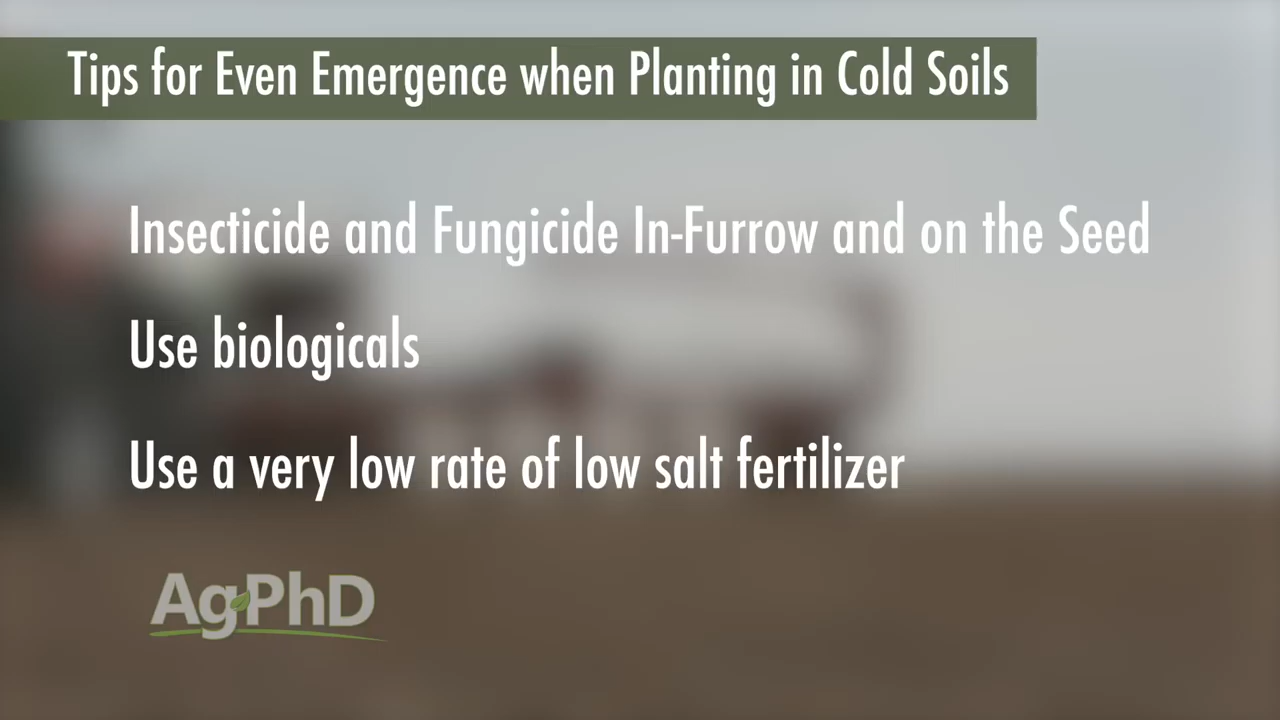 Tips for Even Emergence when Planting in Cold Soils
Insecticide and Fungicide In-Furrow and on the Seed
Use biologicals
Use a very low rate of low salt fertilizer
AgPhD